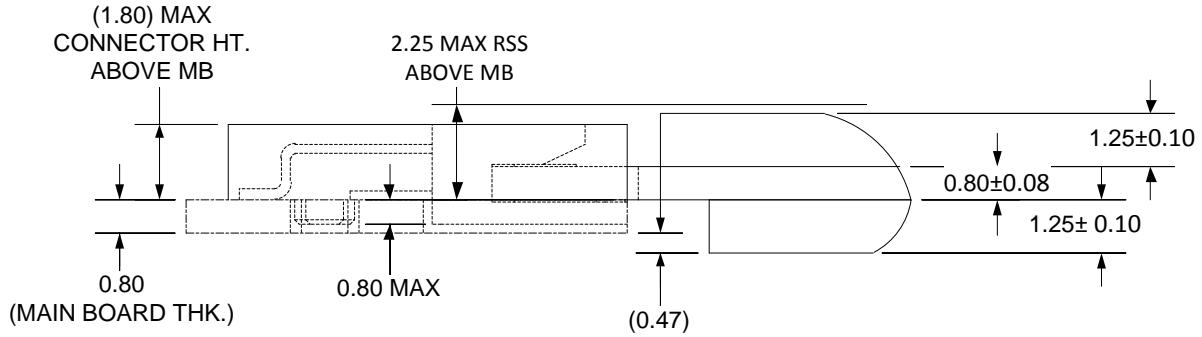 (1.80) MAX
CONNECTOR HT.
ABOVE MB
2.25 MAX RSS
ABOVE MB
1.25±0.10
0.80±0.08
1.25± 0.10
0.80
(MAIN BOARD THK.)
0.80 MAX
(0.47)